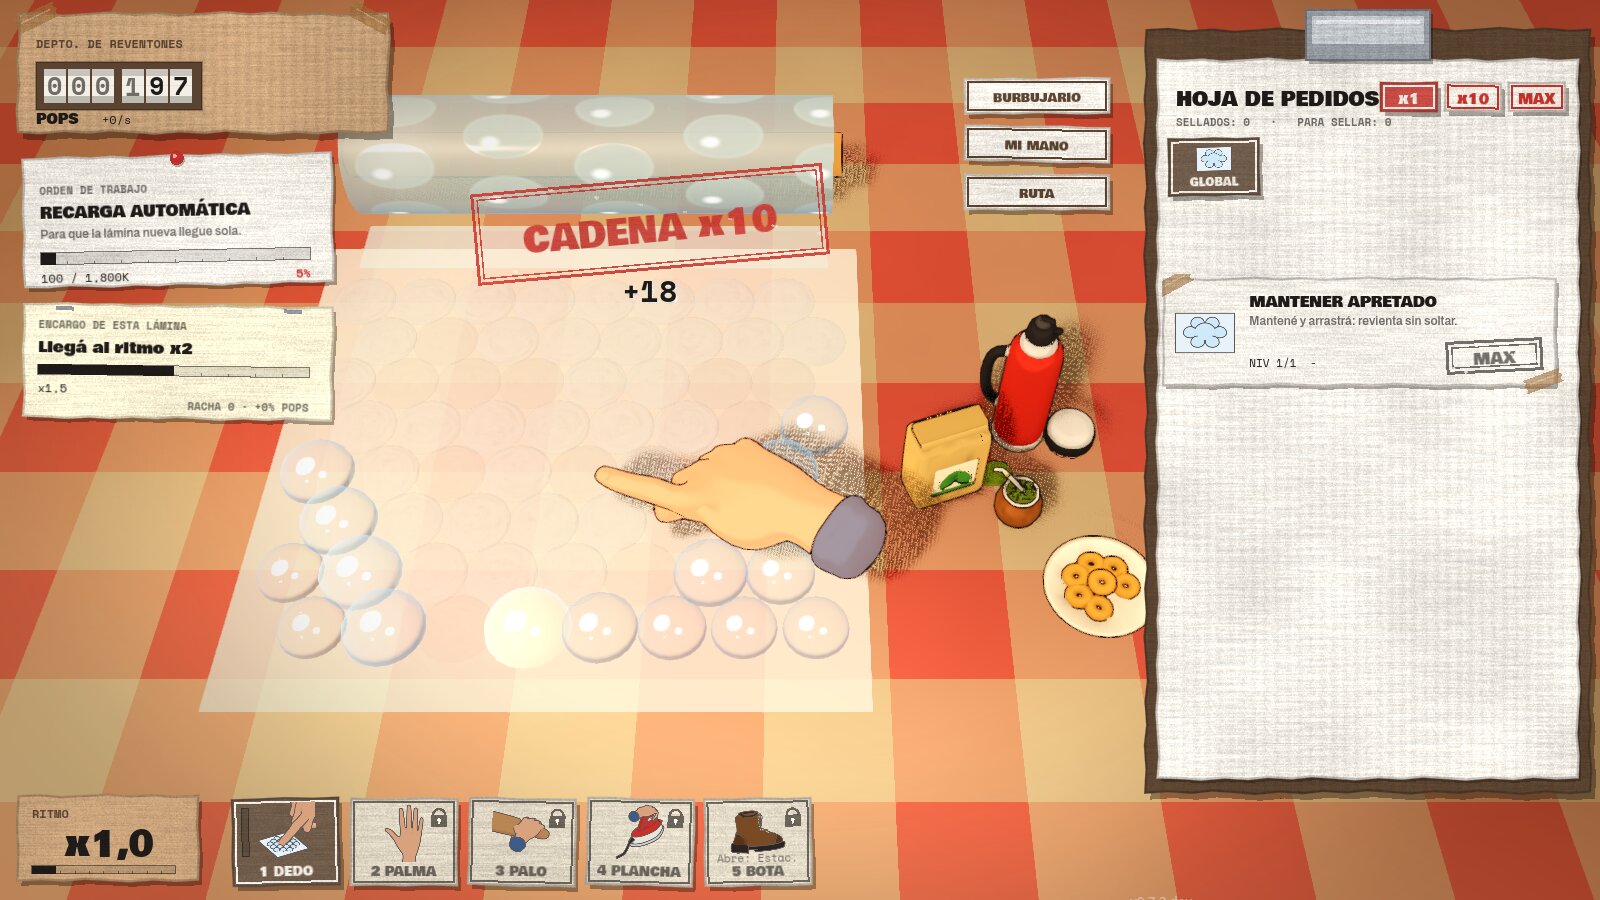 DEPTO. DE REVENTONES
000197
POPS +0/s
ORDEN DE TRABAJO
RECARGA AUTOMÁTICA
Para que la lámina nueva llegue sola.
100 / 1.800K 5%
ENCARGO DE ESTA LÁMINA
Llegá al ritmo x2
x1,5
RACHA 0 · +0% POPS
CADENA x10
+18
BURBUJARIO
MI MANO
RUTA
HOJA DE PEDIDOS x1 x10 MAX
SELLADOS: 0 · PARA SELLAR: 0
GLOBAL
MANTENER APRETADO
Mantené y arrastrá: revienta sin soltar.
NIV 1/1 - MAX
RITMO
x1,0
1 DEDO
2 PALMA
3 PALO
4 PLANCHA
Abre: Estac.
5 BOTA